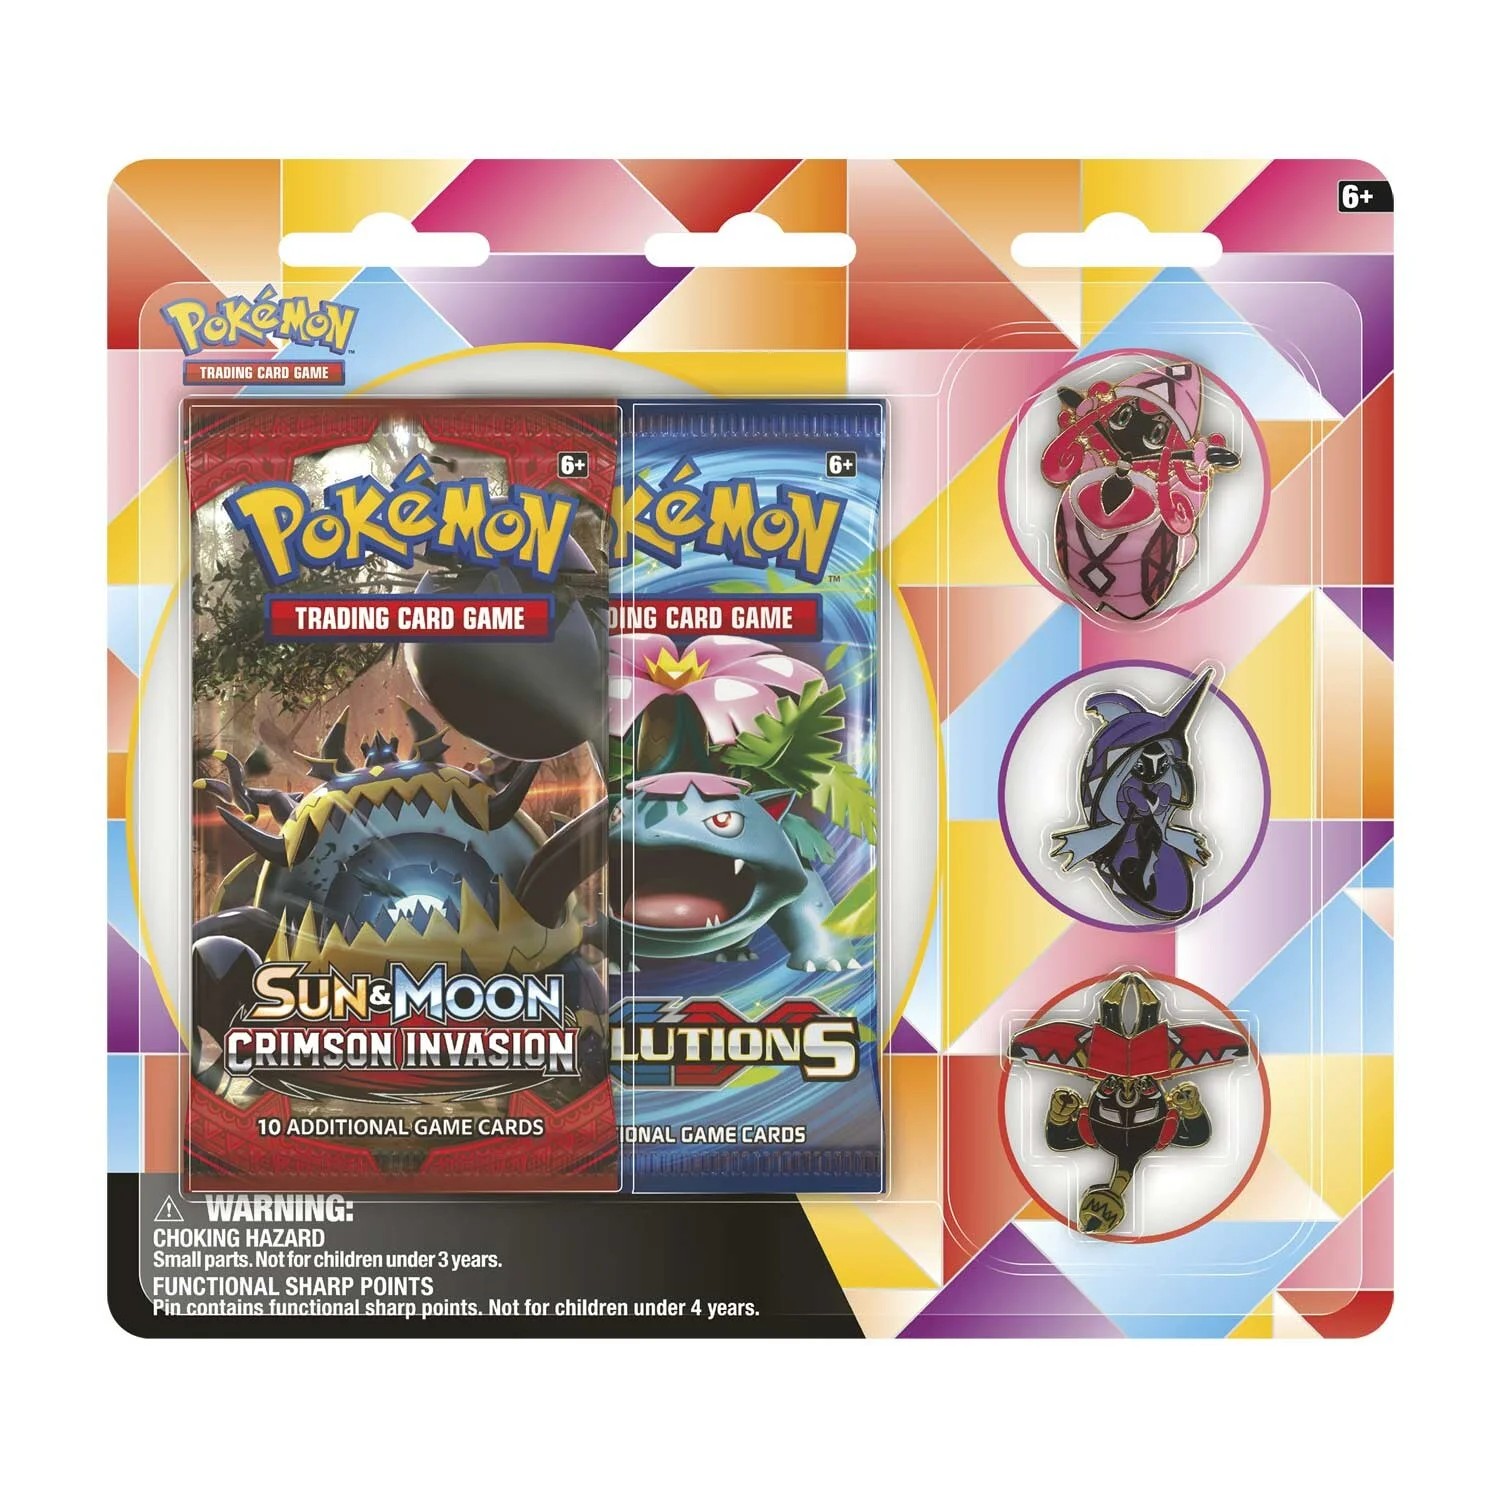 6+
POKéMON
™
TRADING CARD GAME
6+
POKéMON
TRADING CARD GAME
SUN & MOON
CRIMSON INVASION
10 ADDITIONAL GAME CARDS
6+
KéMON
™
DING CARD GAME
LUTIONS
IONAL GAME CARDS
WARNING:
CHOKING HAZARD
Small parts. Not for children under 3 years.
FUNCTIONAL SHARP POINTS
Pin contains functional sharp points. Not for children under 4 years.